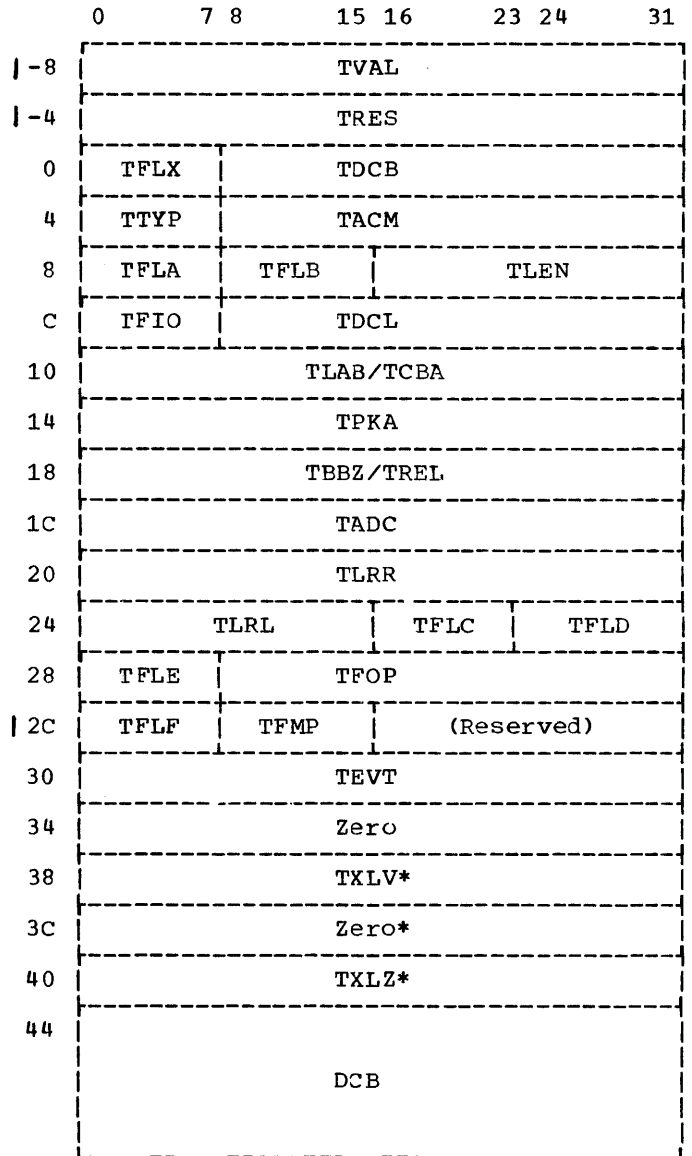 0 7 8 15 16 23 24 31
|-8 TVAL
|-4 TRES
0 TFLX TDCB
4 TTYP TACM
8 TFLA TFLB TLEN
C TFIO TDCL
10 TLAB/TCBA
14 TPKA
18 TBBZ/TREL
1C TADC
20 TLRR
24 TLRL TFLC TFLD
28 TFLE TFOP
|2C TFLF TFMP (Reserved)
30 TEVT
34 Zero
38 TXLV*
3C Zero*
40 TXLZ*
44
DCB